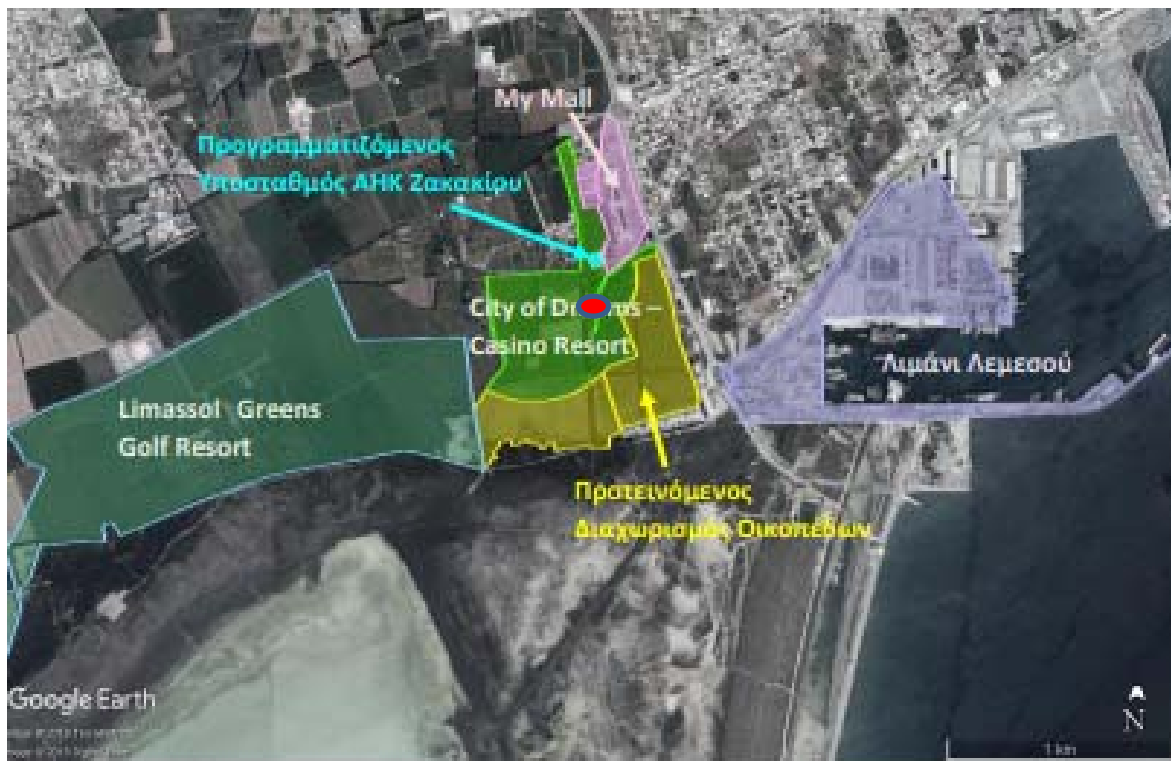 My Mall
Προγραμματιζόμενος
Υποσταθμός ΑΗΚ Ζακακίρυ
City of Dreams –
Casino Resort
Λιμάνι Λεμεσού
Limassol Greens
Golf Resort
Προτεινόμενος
Διαχωρισμός Οικοπέδων
Google Earth
N
1 km